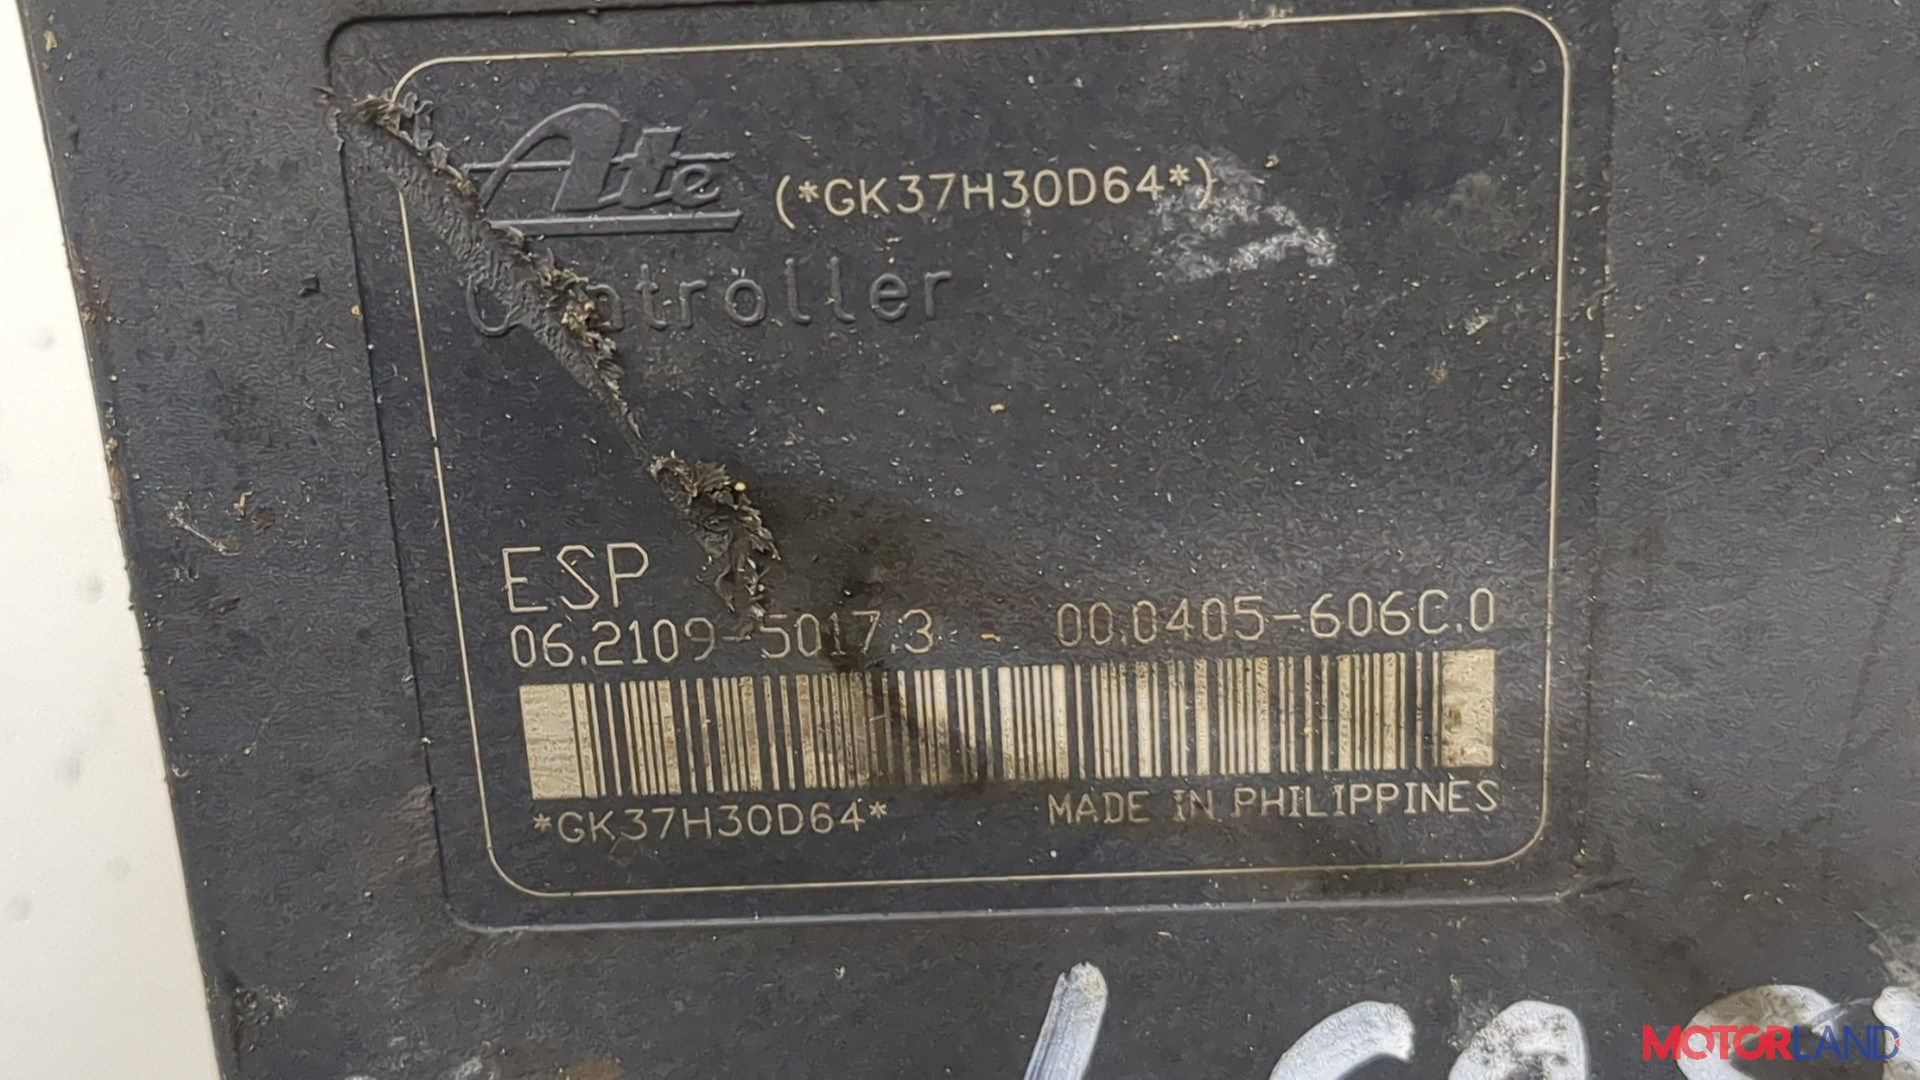 Ate (*GK37H30D64*)
Controller
ESP
06.2109-5017.3 - 00.0405-606C.0
*GK37H30D64* MADE IN PHILIPPINES
MOTORLAND